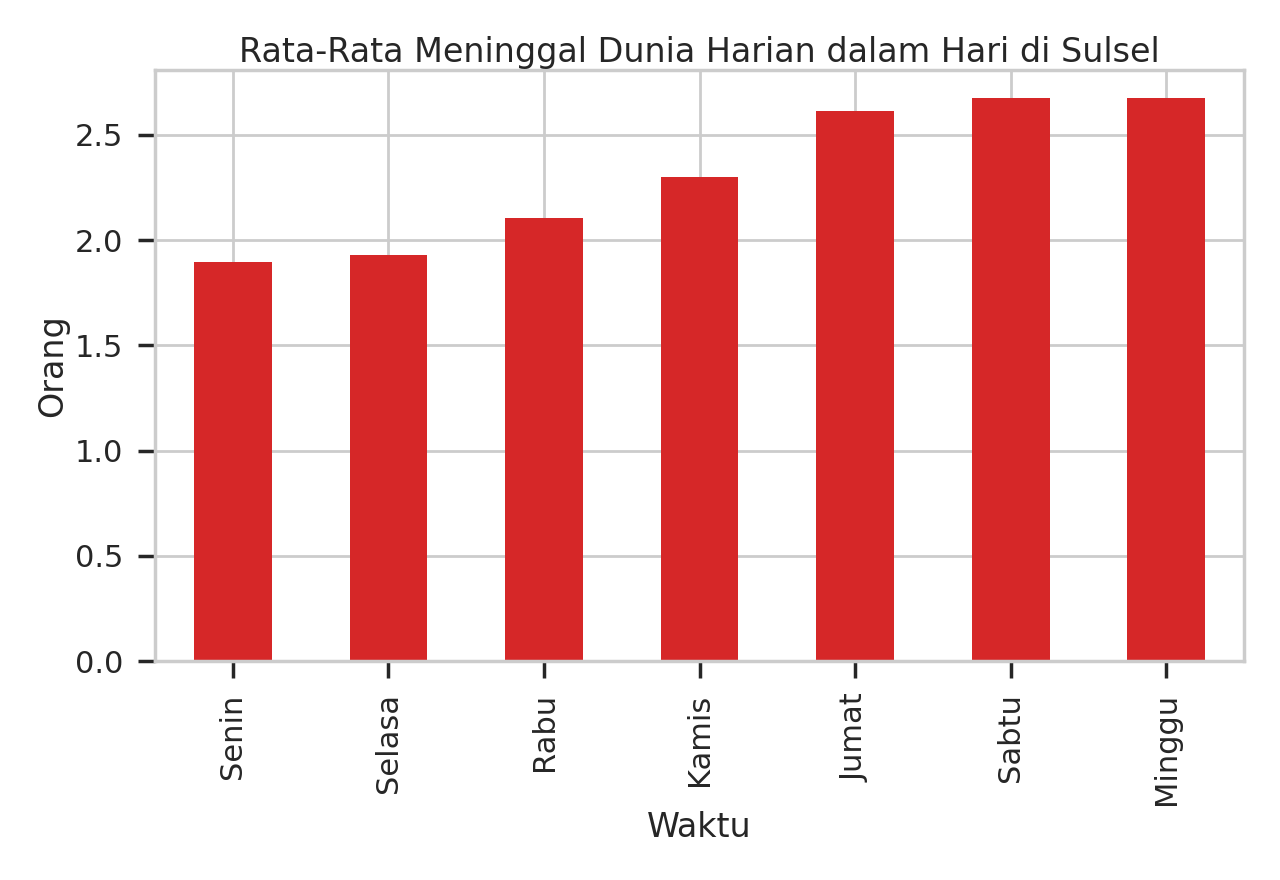 Rata-Rata Meninggal Dunia Harian dalam Hari di Sulsel
2.5
2.0
1.5
1.0
0.5
0.0
Orang
Senin
Selasa
Rabu
Kamis
Jumat
Sabtu
Minggu
Waktu